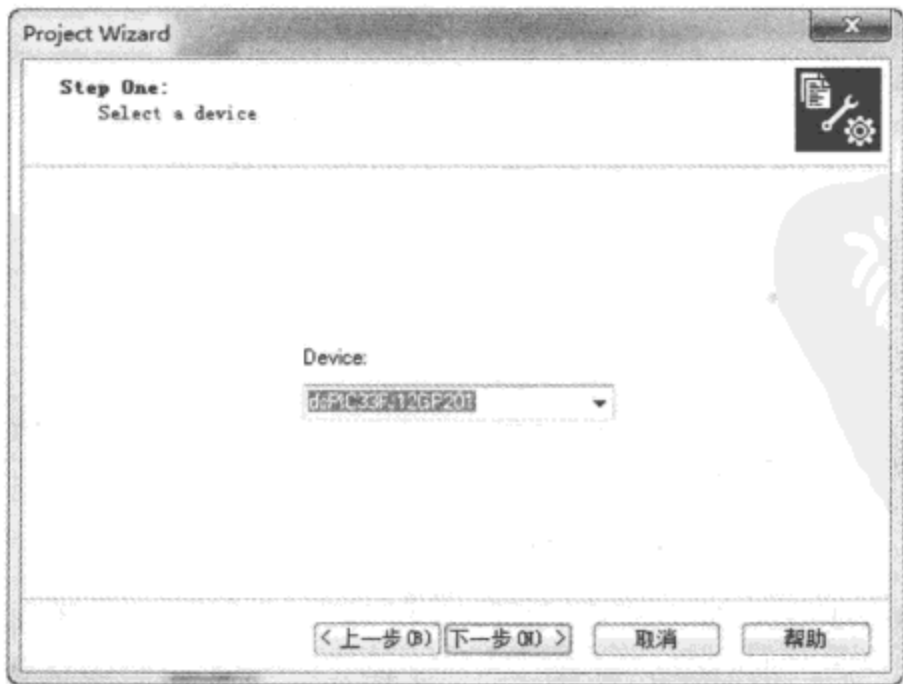 Project Wizard
Step One:
Select a device
Device:
dsPIC33FJ12GP201
< 上一步(B)
下一步(N) >
取消
帮助